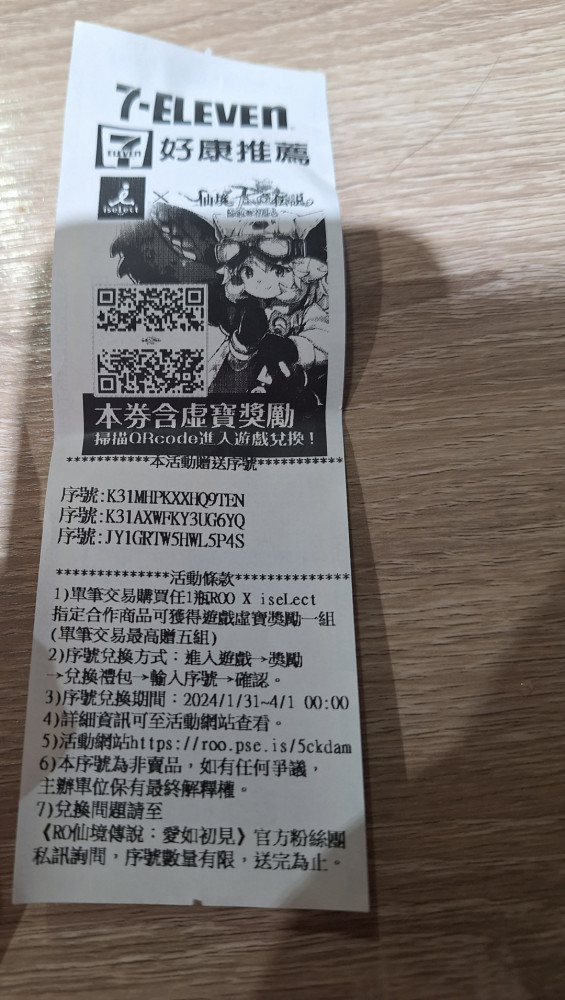 7-ELEVEN
7
ELEVEN
好康推薦
iseLect
×
仙境傳說
本券含虛寶獎勵
掃描QRcode進入遊戲兌換！
************本活動贈送序號************
序號:K31MHPKXXHQ9TEN
序號:K31AXWFKY3UG6YQ
序號:JY1GRTW5HWL5P4S
**************活動條款**************
1)單筆交易購買任1瓶ROO X iseLect
指定合作商品可獲得遊戲虛寶獎勵一組
(單筆交易最高贈五組)
2)序號兌換方式：進入遊戲→獎勵
→兌換禮包→輸入序號→確認。
3)序號兌換期間：2024/1/31~4/1 00:00
4)詳細資訊可至活動網站查看。
5)活動網站https://roo.pse.is/5ckdam
6)本序號為非賣品，如有任何爭議，
主辦單位保有最終解釋權。
7)兌換問題請至
《RO仙境傳說：愛如初見》官方粉絲團
私訊詢問，序號數量有限，送完為止。